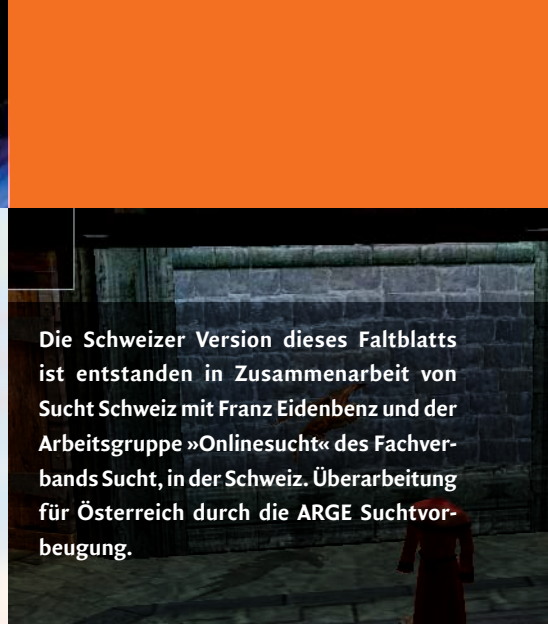 Die Schweizer Version dieses Faltblatts
ist entstanden in Zusammenarbeit von
Sucht Schweiz mit Franz Eidenbenz und der
Arbeitsgruppe »Onlinesucht« des Fachver-
bands Sucht, in der Schweiz. Überarbeitung
für Österreich durch die ARGE Suchtvor-
beugung.